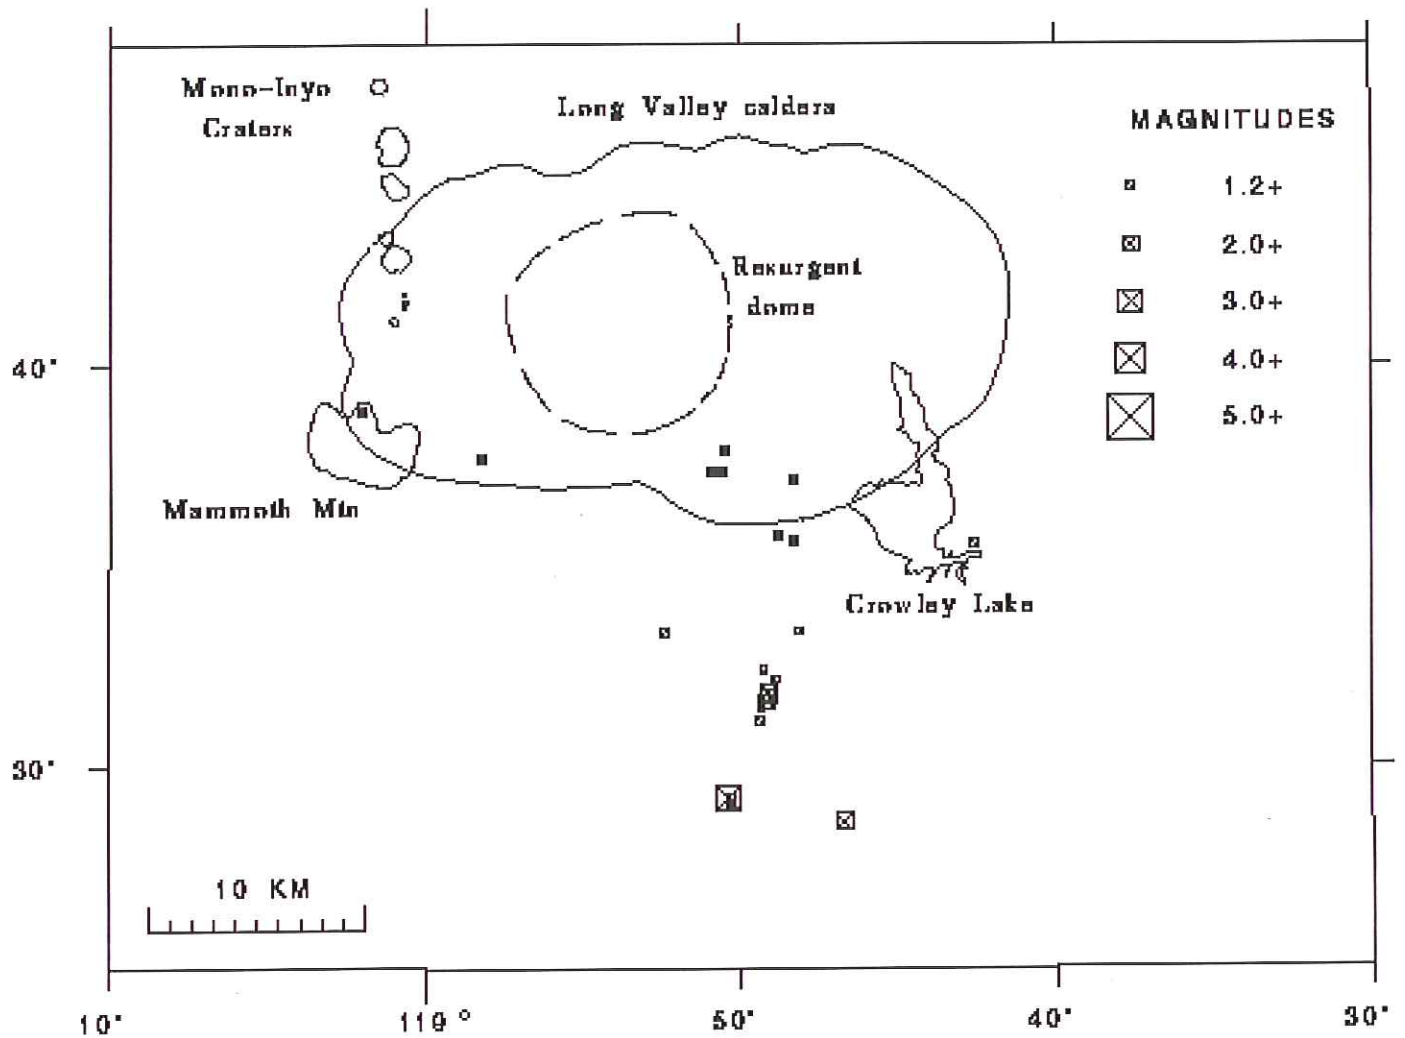 Mono-Inyo
Craters
Long Valley caldera
MAGNITUDES
1.2+
2.0+
3.0+
4.0+
5.0+
Resurgent
dome
40'
Mammoth Mtn
Crowley Lake
30'
10 KM
10'
119°
50'
40'
30'